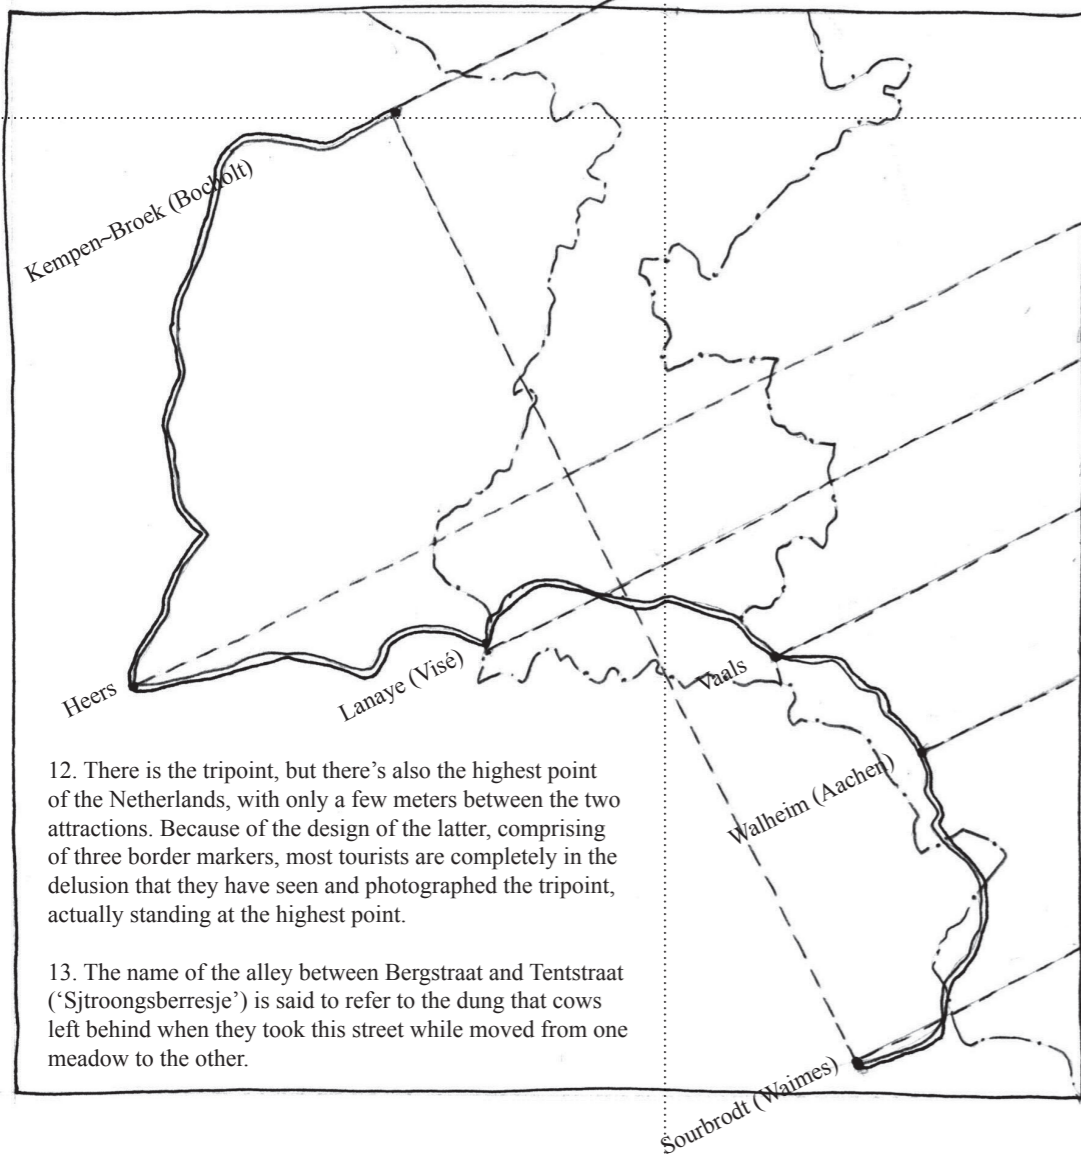 Kempen~Broek (Bocholt)
Heers
Lanaye (Visé)
Vaals
Walheim (Aachen)
Sourbrodt (Waimes)
12. There is the tripoint, but there’s also the highest point
of the Netherlands, with only a few meters between the two
attractions. Because of the design of the latter, comprising
of three border markers, most tourists are completely in the
delusion that they have seen and photographed the tripoint,
actually standing at the highest point.
13. The name of the alley between Bergstraat and Tentstraat
(‘Sjtroongsberresje’) is said to refer to the dung that cows
left behind when they took this street while moved from one
meadow to the other.